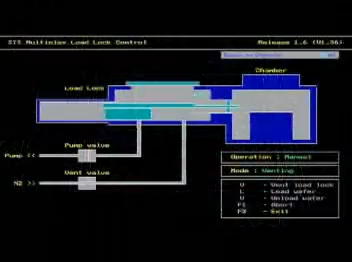 STS Multiplex Load Lock Control
Release 1.6 (V1.36)
Chamber
Load Lock
Pump valve
Pump <<
Vent valve
N2 >>
Operation : Manual
Mode : Venting
V - Vent load lock
L - Load wafer
U - Unload wafer
F1 - Abort
- Exit